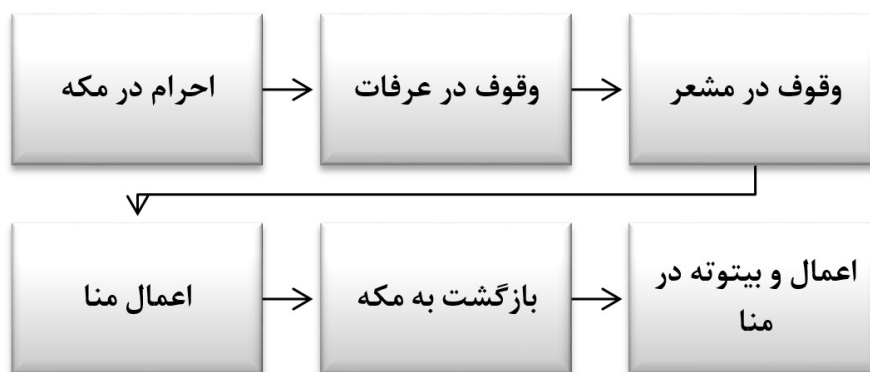 احرام در مکه
وقوف در عرفات
وقوف در مشعر
اعمال منا
بازگشت به مکه
اعمال و بیتوته در
منا